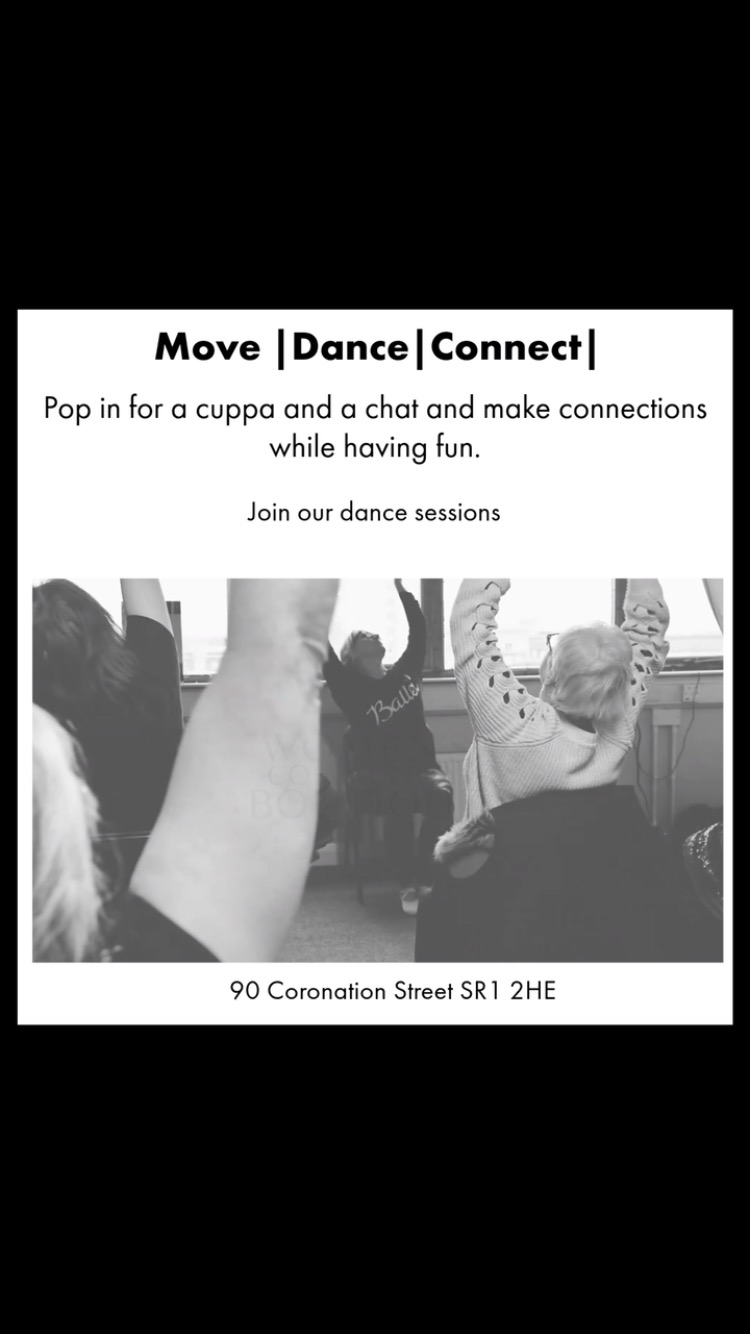 Move |Dance|Connect|
Pop in for a cuppa and a chat and make connections
while having fun.
Join our dance sessions
Ballet
90 Coronation Street SR1 2HE